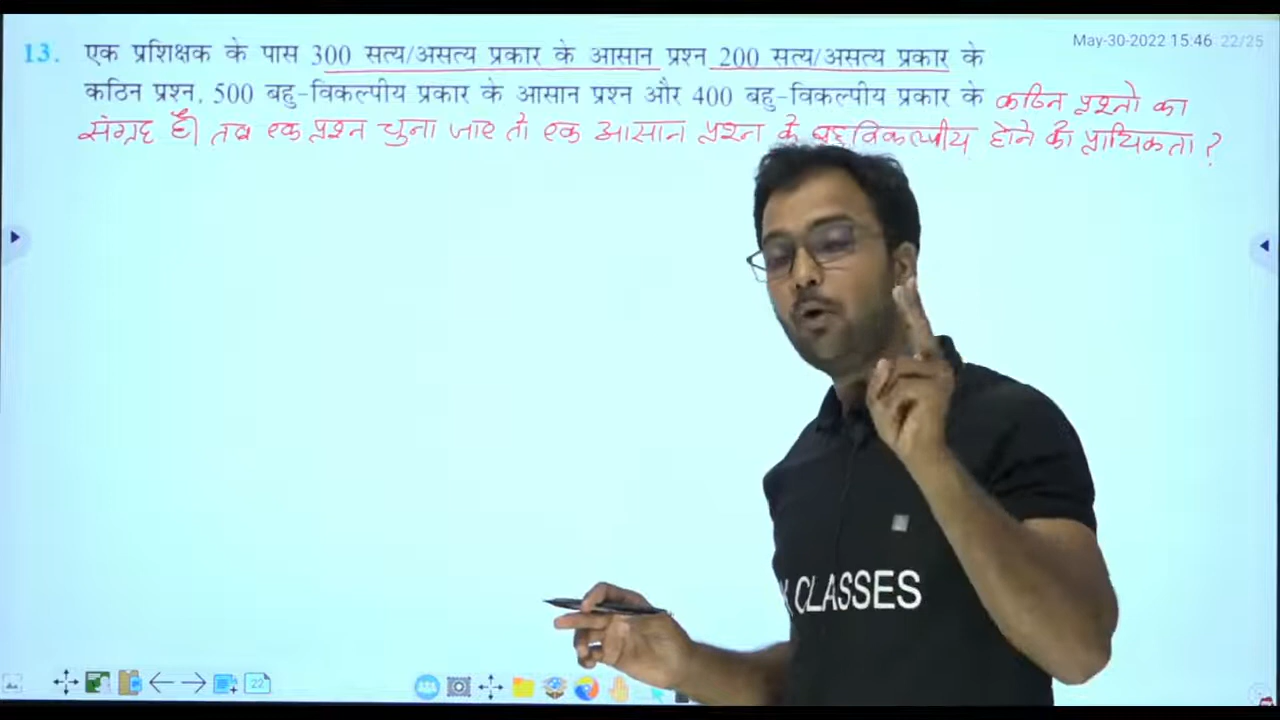 May-30-2022 15:46 22/25
13. एक प्रशिक्षक के पास 300 सत्य/असत्य प्रकार के आसान प्रश्न 200 सत्य/असत्य प्रकार के
कठिन प्रश्न, 500 बहु-विकल्पीय प्रकार के आसान प्रश्न और 400 बहु-विकल्पीय प्रकार के कठिन प्रश्नो का
संग्रह है। तब एक प्रश्न चुना जाए तो एक आसान प्रश्न के बहुविकल्पीय होने की प्रायिकता ?
CLASSES
22